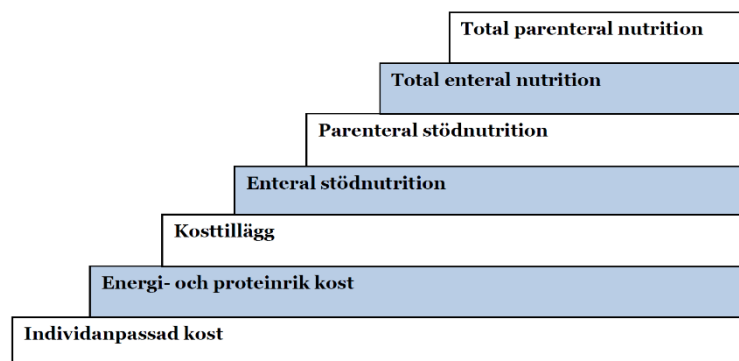 Total parenteral nutrition
Total enteral nutrition
Parenteral stödnutrition
Enteral stödnutrition
Kosttillägg
Energi- och proteinrik kost
Individanpassad kost